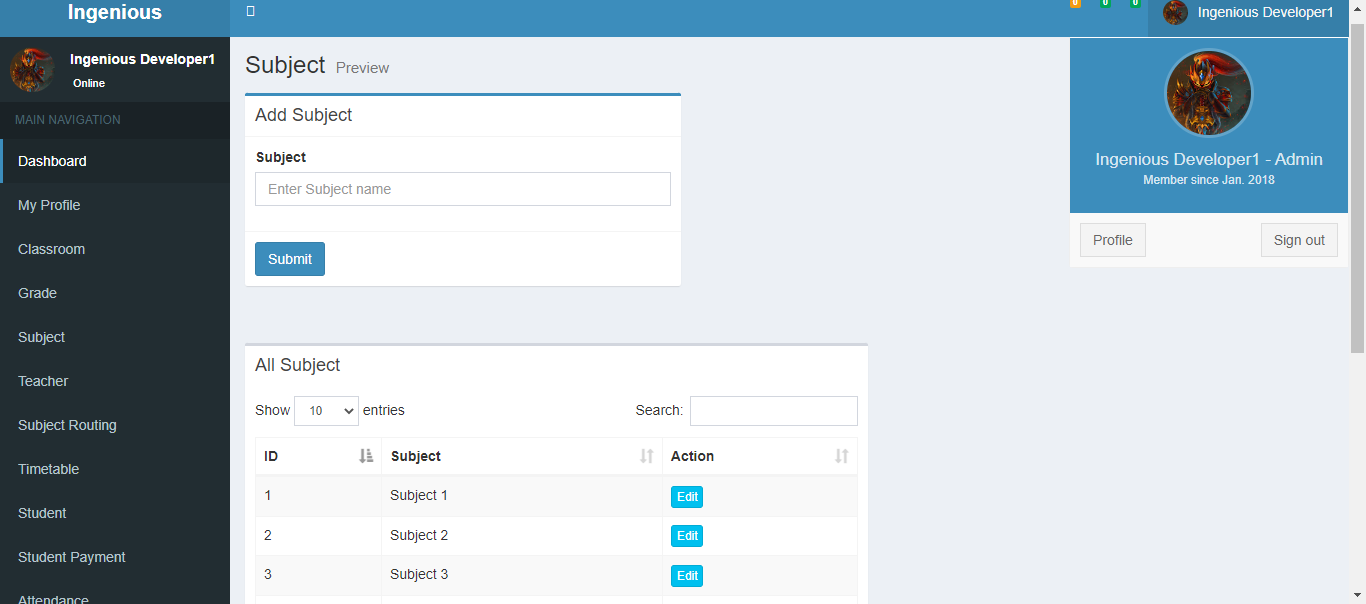 Ingenious
0 0 0
Ingenious Developer1
Ingenious Developer1
Online
MAIN NAVIGATION
Dashboard
My Profile
Classroom
Grade
Subject
Teacher
Subject Routing
Timetable
Student
Student Payment
Attendance
Subject Preview
Add Subject
Subject
Enter Subject name
Submit
All Subject
Show 10 entries Search:
ID Subject Action
1 Subject 1 Edit
2 Subject 2 Edit
3 Subject 3 Edit
Ingenious Developer1 - Admin
Member since Jan. 2018
Profile Sign out